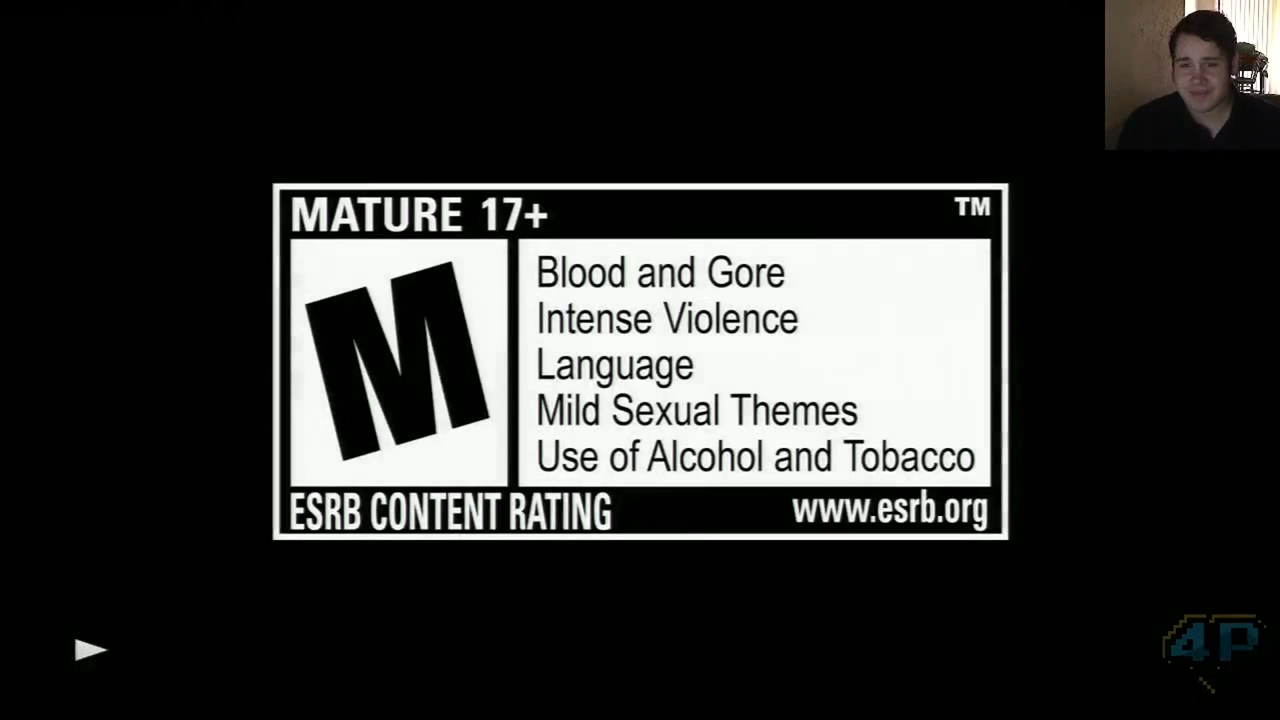 MATURE 17+ TM
M
Blood and Gore
Intense Violence
Language
Mild Sexual Themes
Use of Alcohol and Tobacco
ESRB CONTENT RATING www.esrb.org
4P